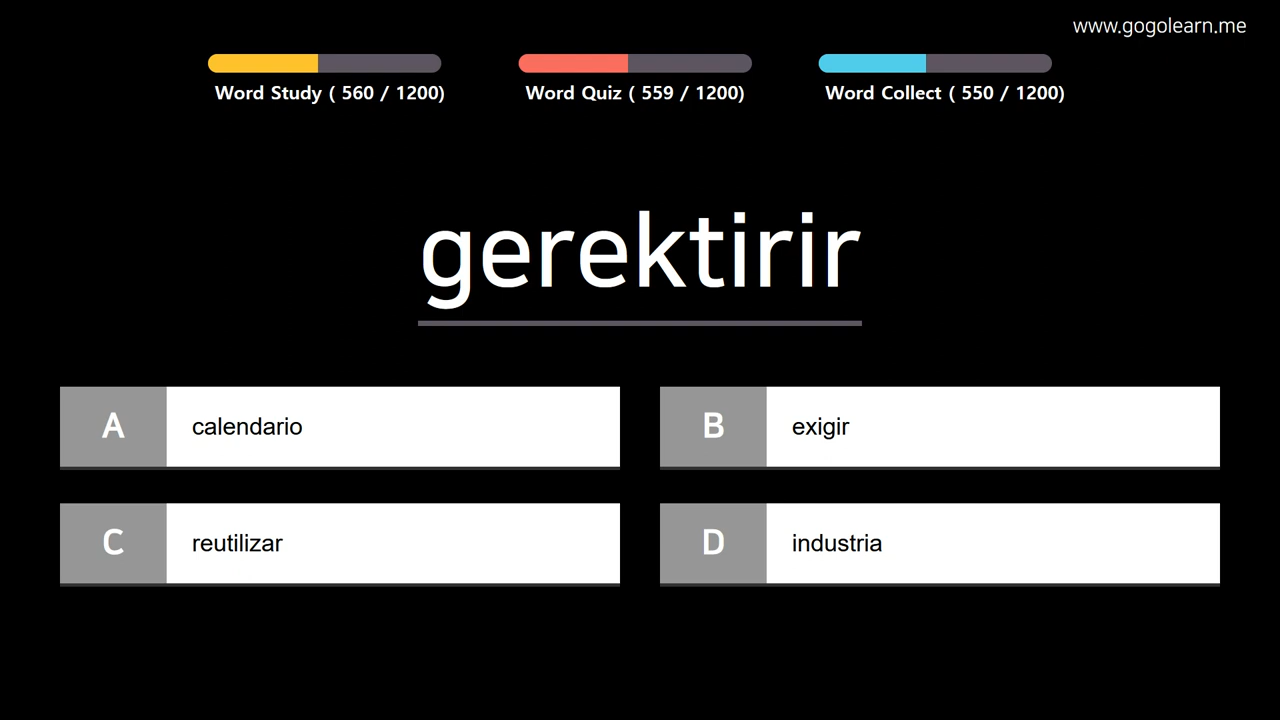 www.gogolearn.me
Word Study ( 560 / 1200)
Word Quiz ( 559 / 1200)
Word Collect ( 550 / 1200)
gerektirir
A calendario
B exigir
C reutilizar
D industria